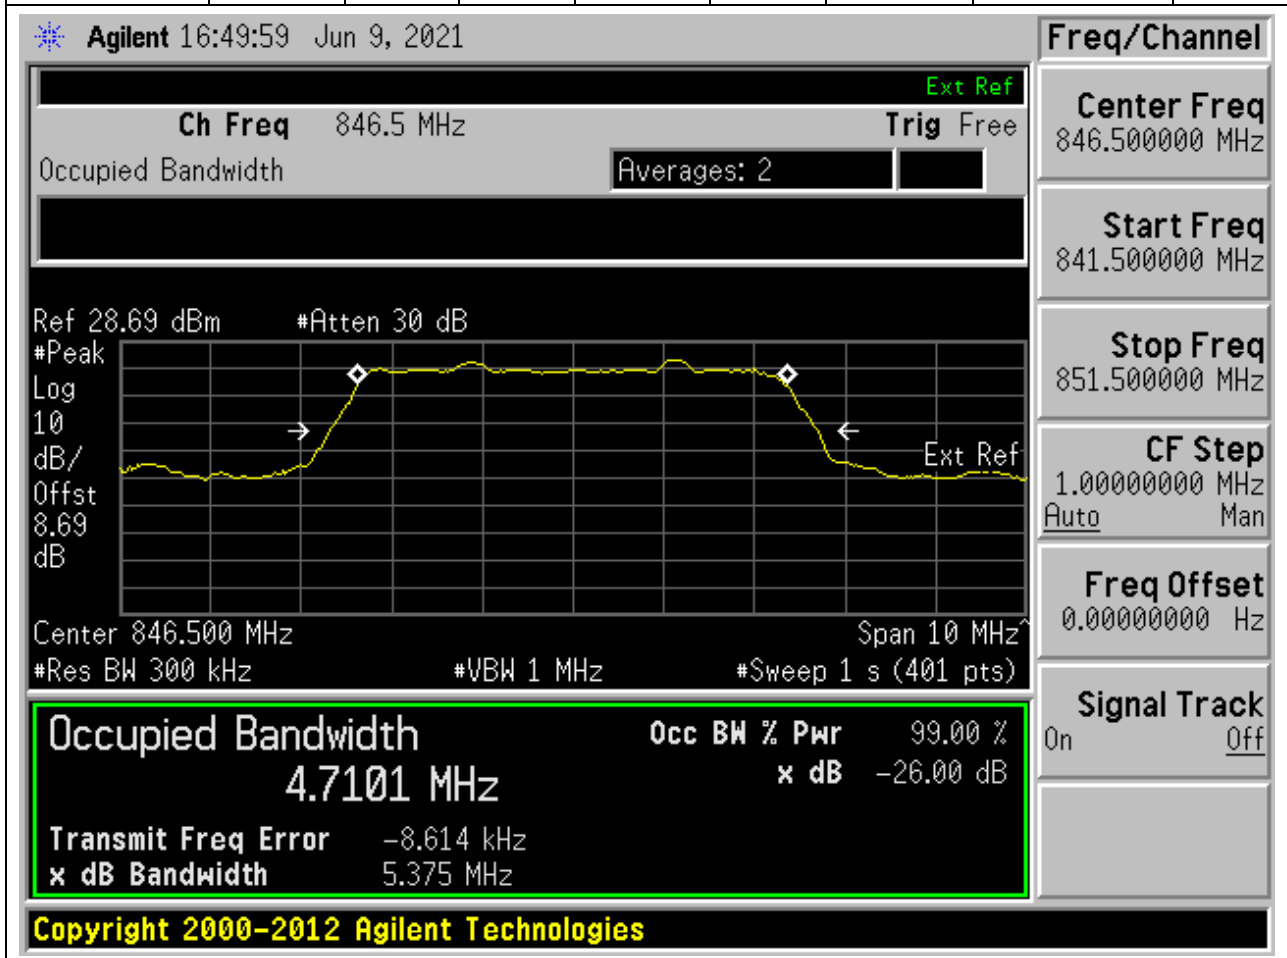 Agilent 16:49:59 Jun 9, 2021
Freq/Channel
Ext Ref
Ch Freq 846.5 MHz Trig Free
Occupied Bandwidth Averages: 2
Center Freq
846.500000 MHz
Start Freq
841.500000 MHz
Ref 28.69 dBm #Atten 30 dB
#Peak
Log
10
dB/
Offst
8.69
dB
Ext Ref
Stop Freq
851.500000 MHz
CF Step
1.00000000 MHz
Auto Man
Freq Offset
0.00000000 Hz
Center 846.500 MHz Span 10 MHz^
#Res BW 300 kHz #VBW 1 MHz #Sweep 1 s (401 pts)
Signal Track
On Off
Occupied Bandwidth Occ BW % Pwr 99.00 %
4.7101 MHz x dB -26.00 dB
Transmit Freq Error -8.614 kHz
x dB Bandwidth 5.375 MHz
Copyright 2000-2012 Agilent Technologies